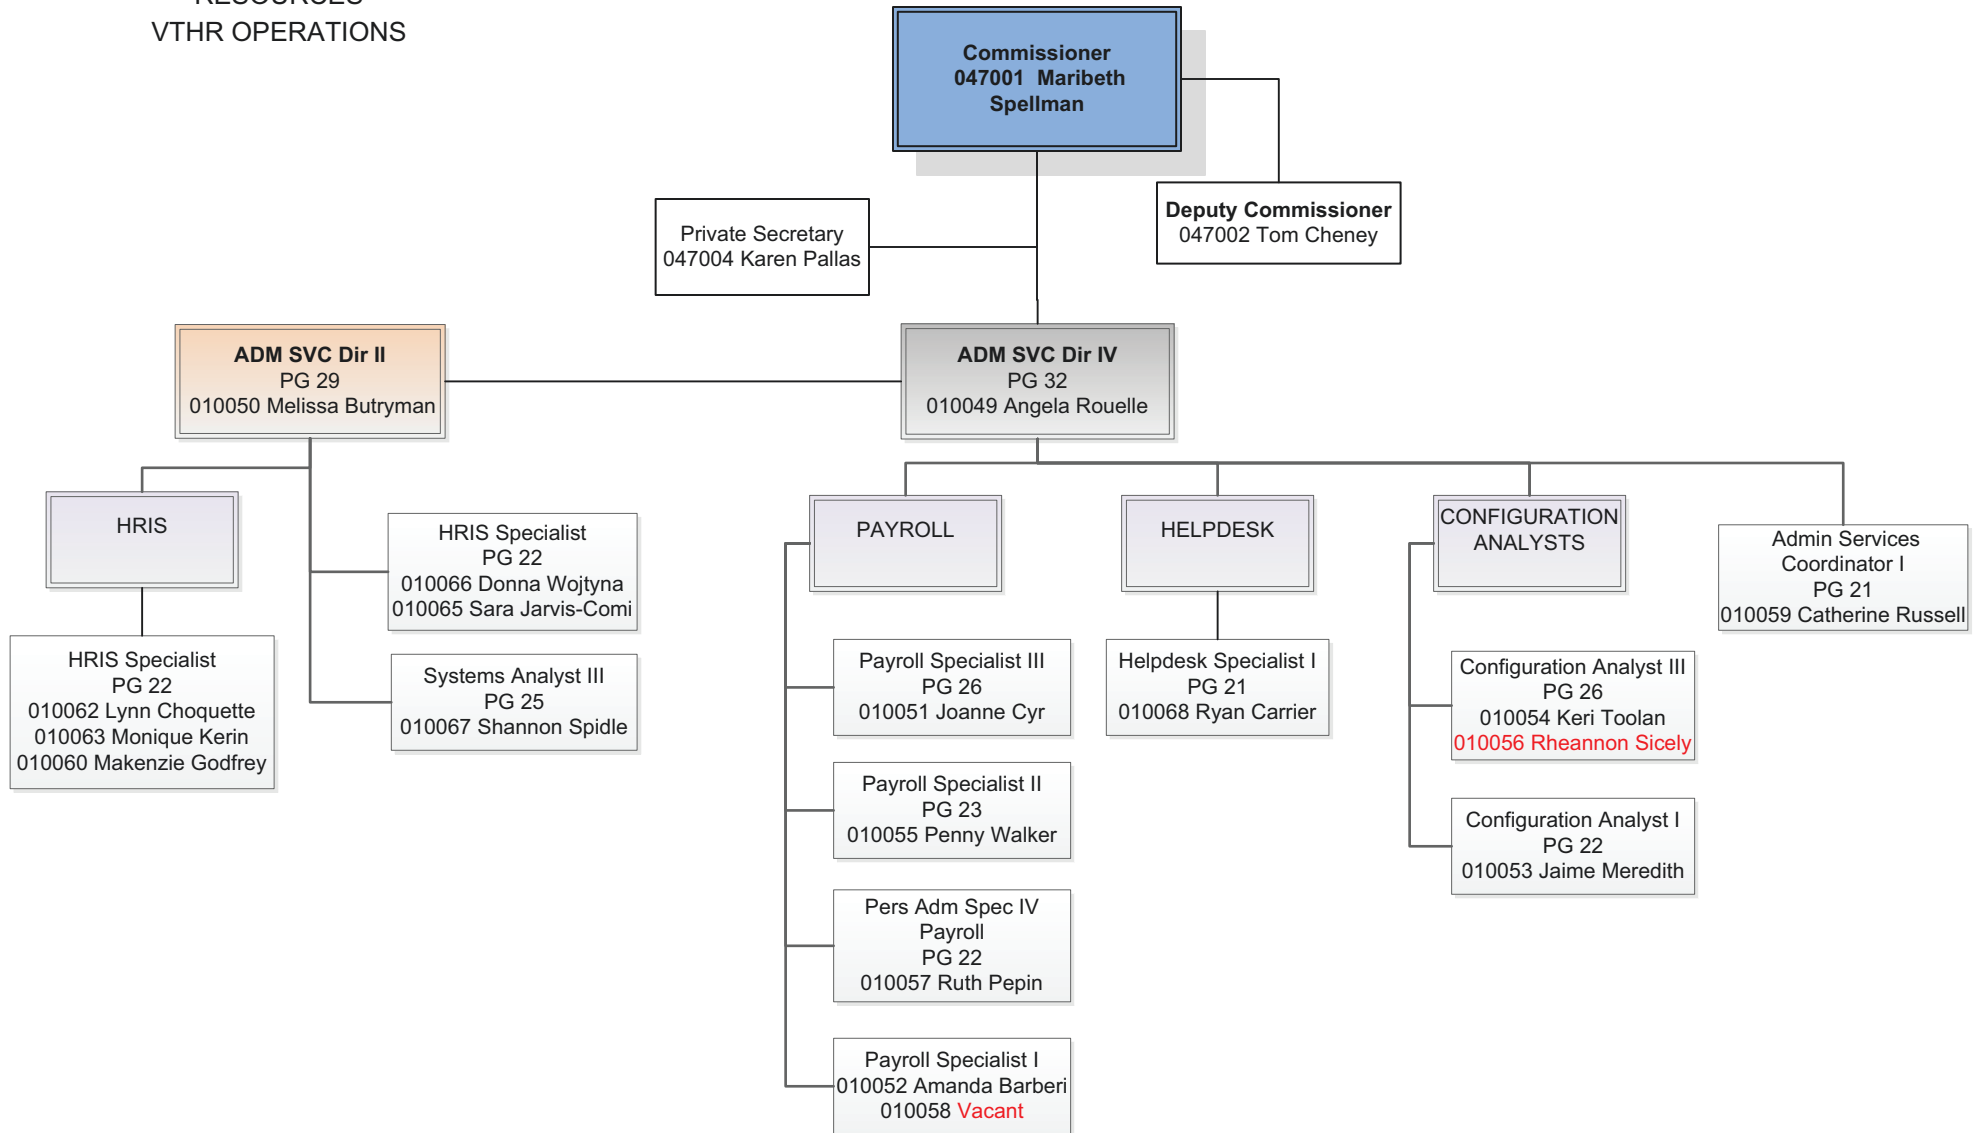 RESOURCES
VTHR OPERATIONS
Commissioner
047001 Maribeth
Spellman
Deputy Commissioner
047002 Tom Cheney
Private Secretary
047004 Karen Pallas
ADM SVC Dir II
PG 29
010050 Melissa Butryman
ADM SVC Dir IV
PG 32
010049 Angela Rouelle
HRIS
HRIS Specialist
PG 22
010066 Donna Wojtyna
010065 Sara Jarvis-Comi
HRIS Specialist
PG 22
010062 Lynn Choquette
010063 Monique Kerin
010060 Makenzie Godfrey
Systems Analyst III
PG 25
010067 Shannon Spidle
PAYROLL
HELPDESK
CONFIGURATION
ANALYSTS
Admin Services
Coordinator I
PG 21
010059 Catherine Russell
Payroll Specialist III
PG 26
010051 Joanne Cyr
Helpdesk Specialist I
PG 21
010068 Ryan Carrier
Configuration Analyst III
PG 26
010054 Keri Toolan
010056 Rheannon Sicely
Payroll Specialist II
PG 23
010055 Penny Walker
Configuration Analyst I
PG 22
010053 Jaime Meredith
Pers Adm Spec IV
Payroll
PG 22
010057 Ruth Pepin
Payroll Specialist I
010052 Amanda Barberi
010058 Vacant